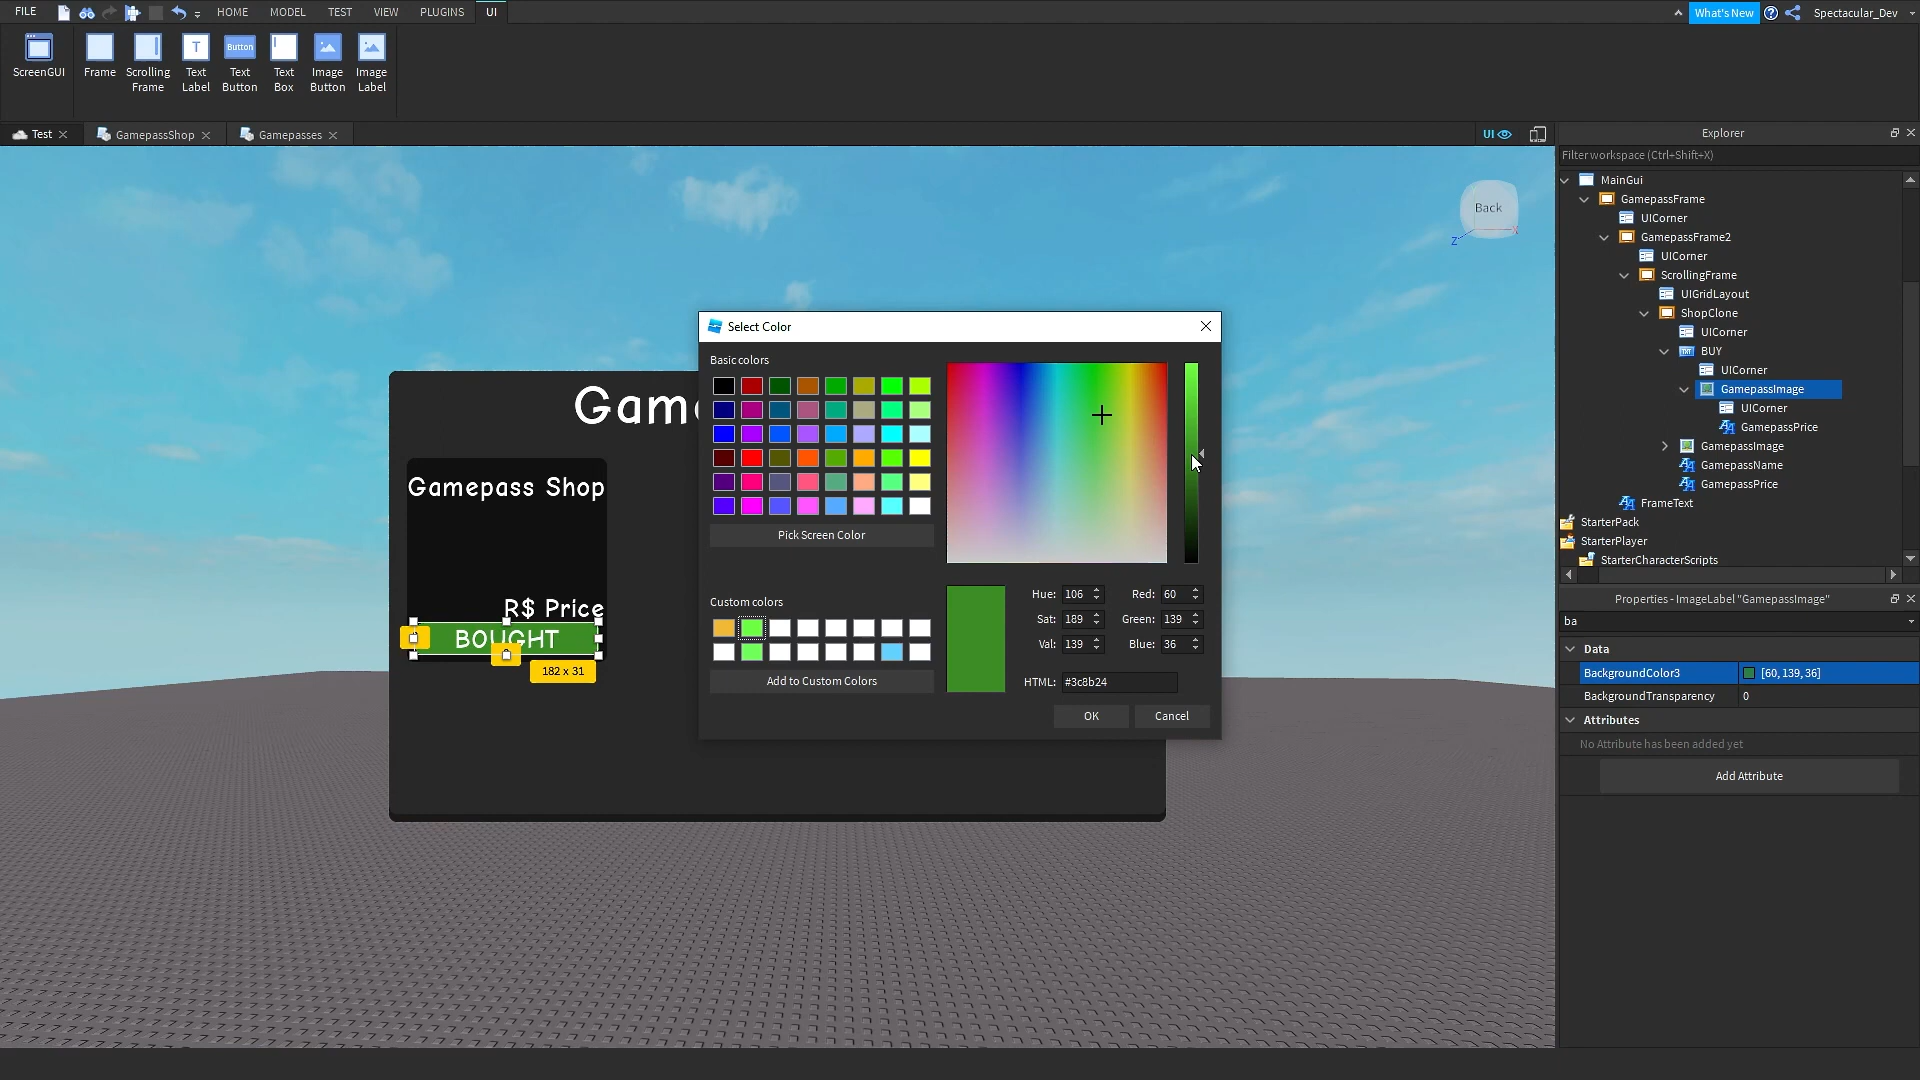 FILE HOME MODEL TEST VIEW PLUGINS UI What's New Spectacular_Dev
ScreenGUI Frame Scrolling Frame Text Label Button Text Button Text Box Image Button Image Label
Test GamepassShop Gamepasses UI
Back
Z X
Game
Gamepass Shop
R$ Price
BOUGHT
182 x 31
Select Color
Basic colors
Pick Screen Color
Custom colors
Add to Custom Colors
Hue: 106 Red: 60
Sat: 189 Green: 139
Val: 139 Blue: 36
HTML: #3c8b24
OK Cancel
Explorer
Filter workspace (Ctrl+Shift+X)
MainGui
GamepassFrame
UICorner
GamepassFrame2
UICorner
ScrollingFrame
UIGridLayout
ShopClone
UICorner
BUY
UICorner
GamepassImage
UICorner
GamepassPrice
GamepassImage
GamepassName
GamepassPrice
FrameText
StarterPack
StarterPlayer
StarterCharacterScripts
Properties - ImageLabel "GamepassImage"
ba
Data
BackgroundColor3 [60, 139, 36]
BackgroundTransparency 0
Attributes
No Attribute has been added yet
Add Attribute